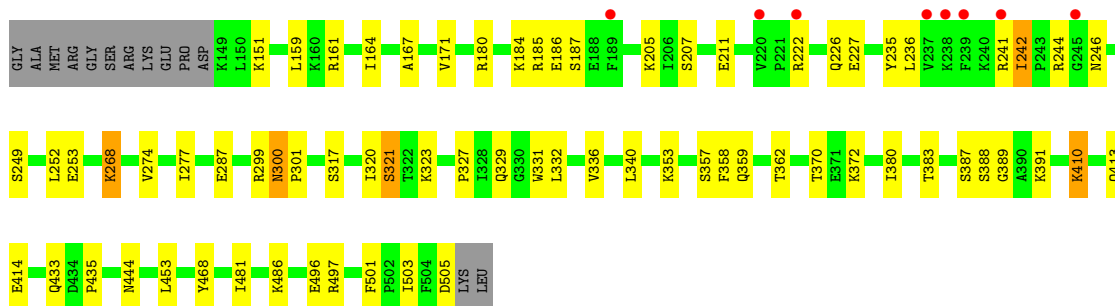 GLY ALA MET ARG GLY SER ARG LYS GLU PRO ASP K149 L150 K151 L159 K160 R161 I164 A167 V171 R180 K184 R185 E186 S187 E188 F189 K205 I206 S207 E211 V220 P221 R222 Q226 E227 Y235 L236 V237 K238 F239 K240 R241 I242 P243 R244 G245 N246
S249 L252 E253 K268 V274 I277 E287 R299 N300 P301 S317 I320 S321 T322 K323 P327 I328 Q329 G330 W331 L332 V336 L340 K353 S357 F358 Q359 T362 T370 E371 K372 I380 T383 S387 S388 G389 A390 K391 K410
E414 Q433 D434 P435 N444 L453 Y468 I481 K486 E496 R497 F501 P502 I503 F504 D505 LYS LEU